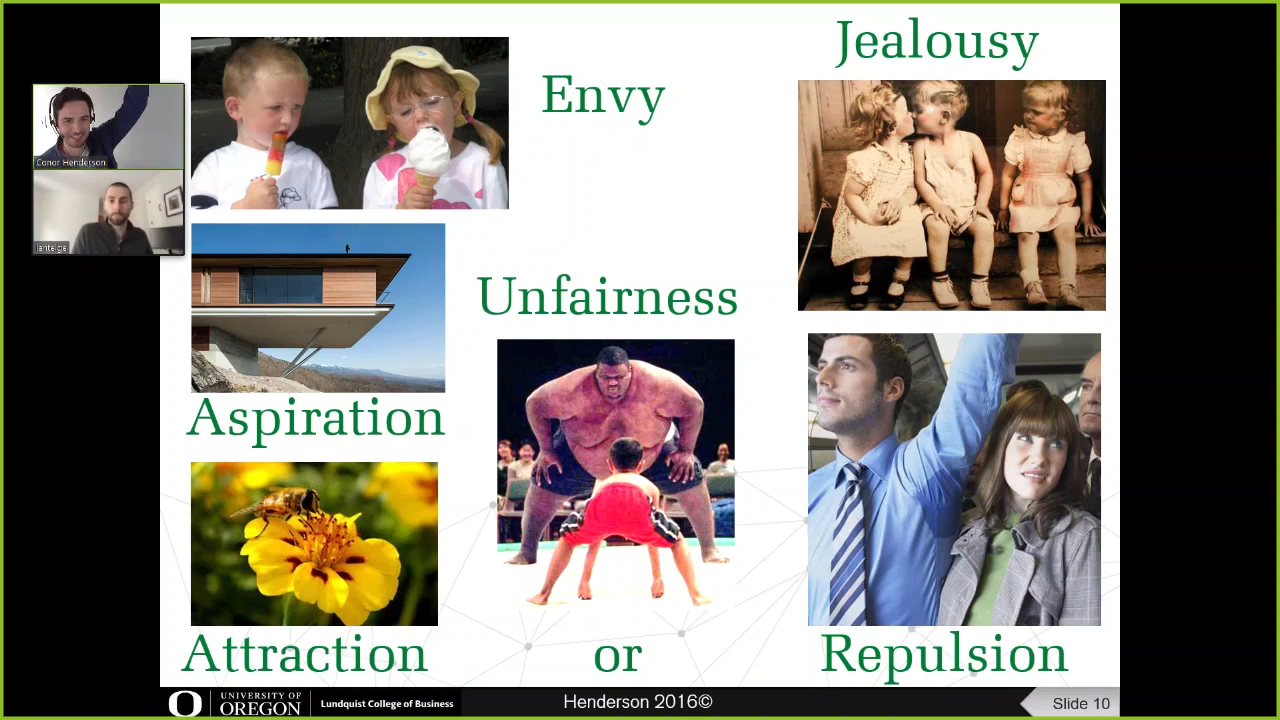 Jealousy
Envy
Conor Henderson
Unfairness
Aspiration
Attraction
or
Repulsion
UNIVERSITY OF
OREGON
Lundquist College of Business
Henderson 2016©
Slide 10